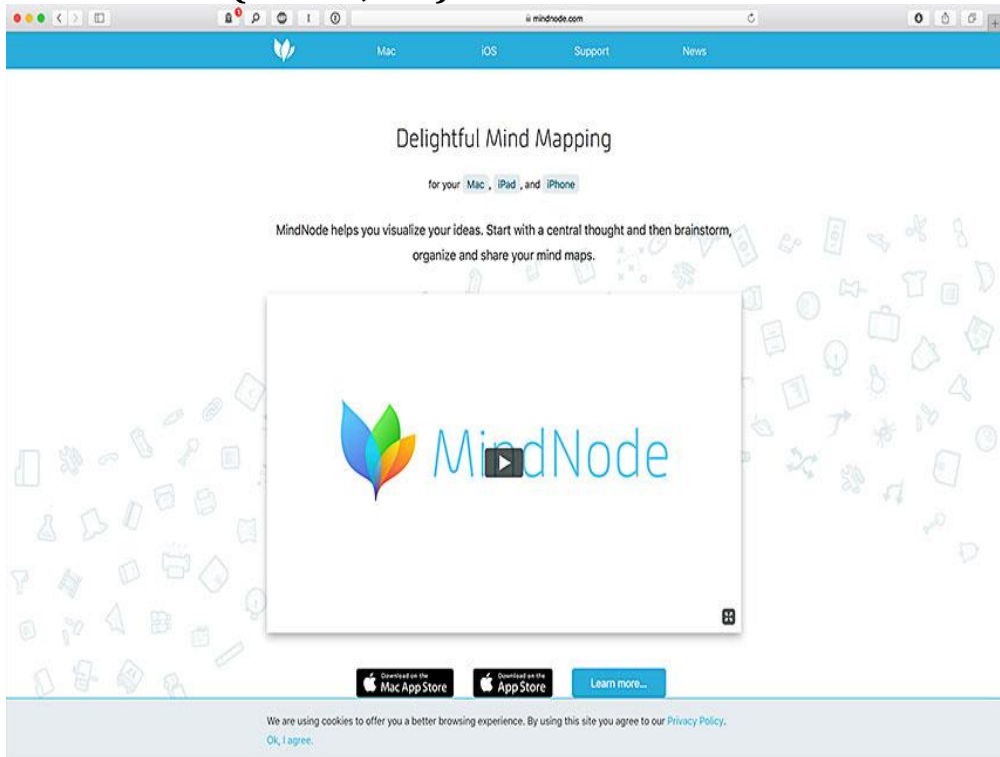 mindnode.com
Mac iOS Support News
Delightful Mind Mapping
for your Mac , iPad , and iPhone
MindNode helps you visualize your ideas. Start with a central thought and then brainstorm,
organize and share your mind maps.
MindNode
Download on the
Mac App Store
Download on the
App Store
Learn more...
We are using cookies to offer you a better browsing experience. By using this site you agree to our Privacy Policy.
Ok, I agree.